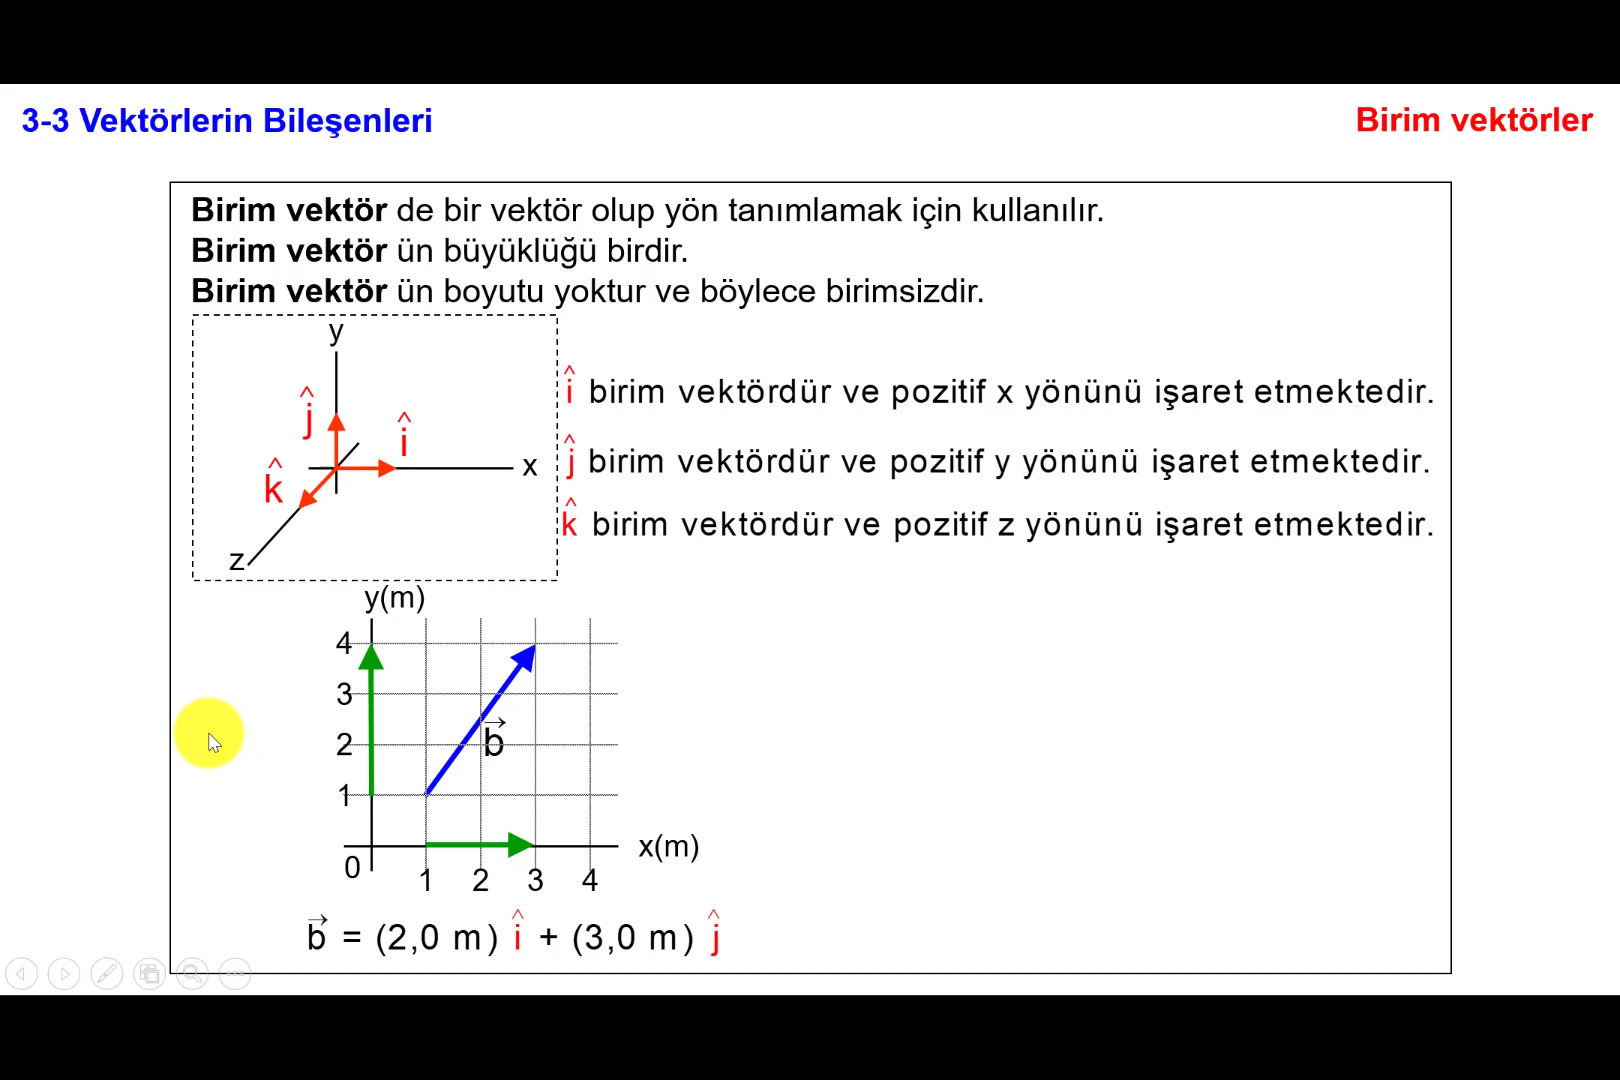 3-3 Vektörlerin Bileşenleri
Birim vektörler
Birim vektör de bir vektör olup yön tanımlamak için kullanılır.
Birim vektör ün büyüklüğü birdir.
Birim vektör ün boyutu yoktur ve böylece birimsizdir.
y
ĵ
î
k̂
x
z
î birim vektördür ve pozitif x yönünü işaret etmektedir.
ĵ birim vektördür ve pozitif y yönünü işaret etmektedir.
k̂ birim vektördür ve pozitif z yönünü işaret etmektedir.
y(m)
4
3
2
1
0
b⃗
x(m)
1 2 3 4
b⃗ = (2,0 m) î + (3,0 m) ĵ